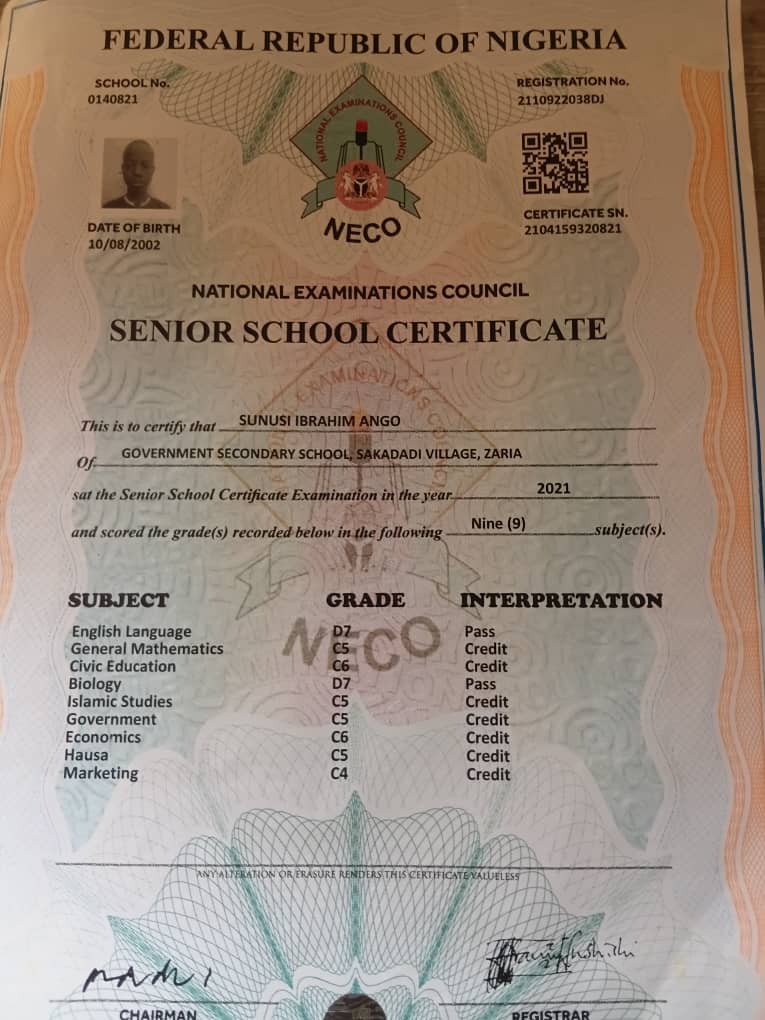 FEDERAL REPUBLIC OF NIGERIA
SCHOOL No.
0140821
REGISTRATION No.
2110922038DJ
NATIONAL EXAMINATIONS COUNCIL
NECO
DATE OF BIRTH
10/08/2002
CERTIFICATE SN.
2104159320821
NATIONAL EXAMINATIONS COUNCIL
SENIOR SCHOOL CERTIFICATE
This is to certify that SUNUSI IBRAHIM ANGO
Of GOVERNMENT SECONDARY SCHOOL, SAKADADI VILLAGE, ZARIA
sat the Senior School Certificate Examination in the year 2021
and scored the grade(s) recorded below in the following Nine (9) subject(s).
SUBJECT GRADE INTERPRETATION
English Language D7 Pass
General Mathematics C5 Credit
Civic Education C6 Credit
Biology D7 Pass
Islamic Studies C5 Credit
Government C5 Credit
Economics C6 Credit
Hausa C5 Credit
Marketing C4 Credit
NECO
ANY ALTERATION OR ERASURE RENDERS THIS CERTIFICATE VALUELESS
CHAIRMAN
REGISTRAR